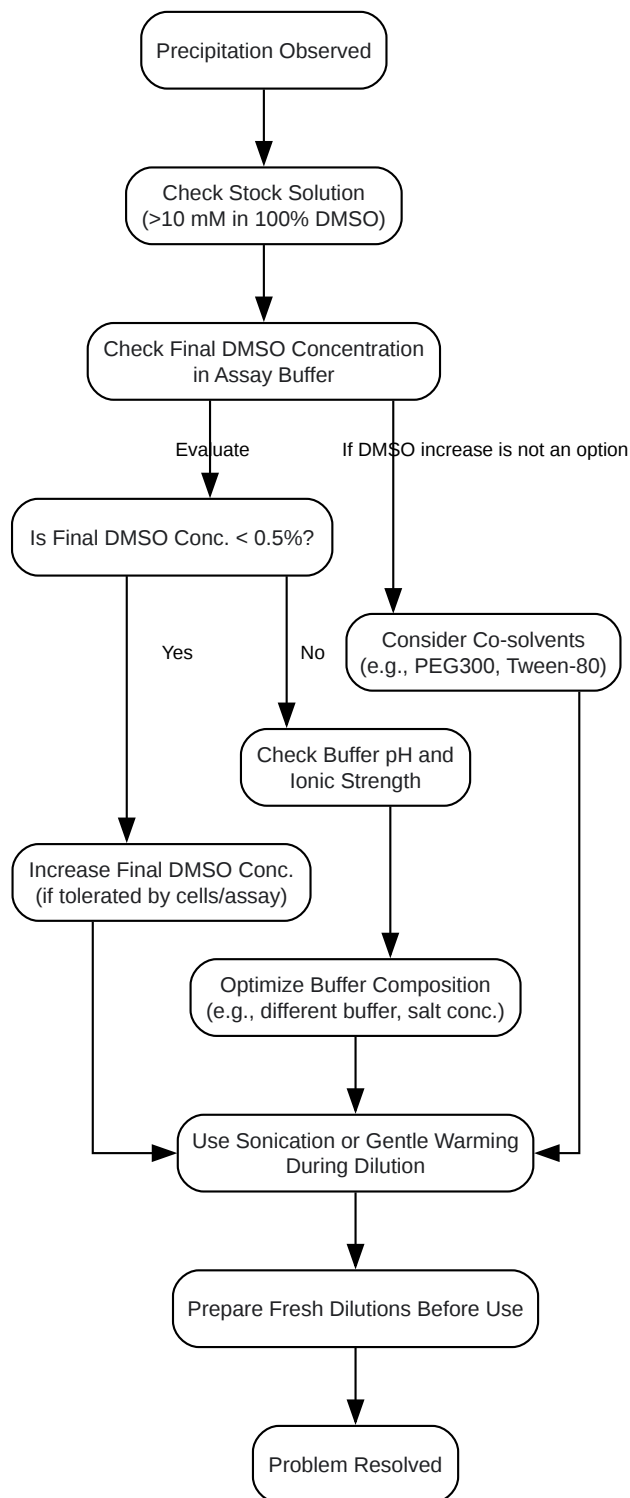 Precipitation Observed
Check Stock Solution
(>10 mM in 100% DMSO)
Check Final DMSO Concentration
in Assay Buffer
Evaluate
If DMSO increase is not an option
Is Final DMSO Conc. < 0.5%?
Consider Co-solvents
(e.g., PEG300, Tween-80)
Yes
No
Check Buffer pH and
Ionic Strength
Increase Final DMSO Conc.
(if tolerated by cells/assay)
Optimize Buffer Composition
(e.g., different buffer, salt conc.)
Use Sonication or Gentle Warming
During Dilution
Prepare Fresh Dilutions Before Use
Problem Resolved